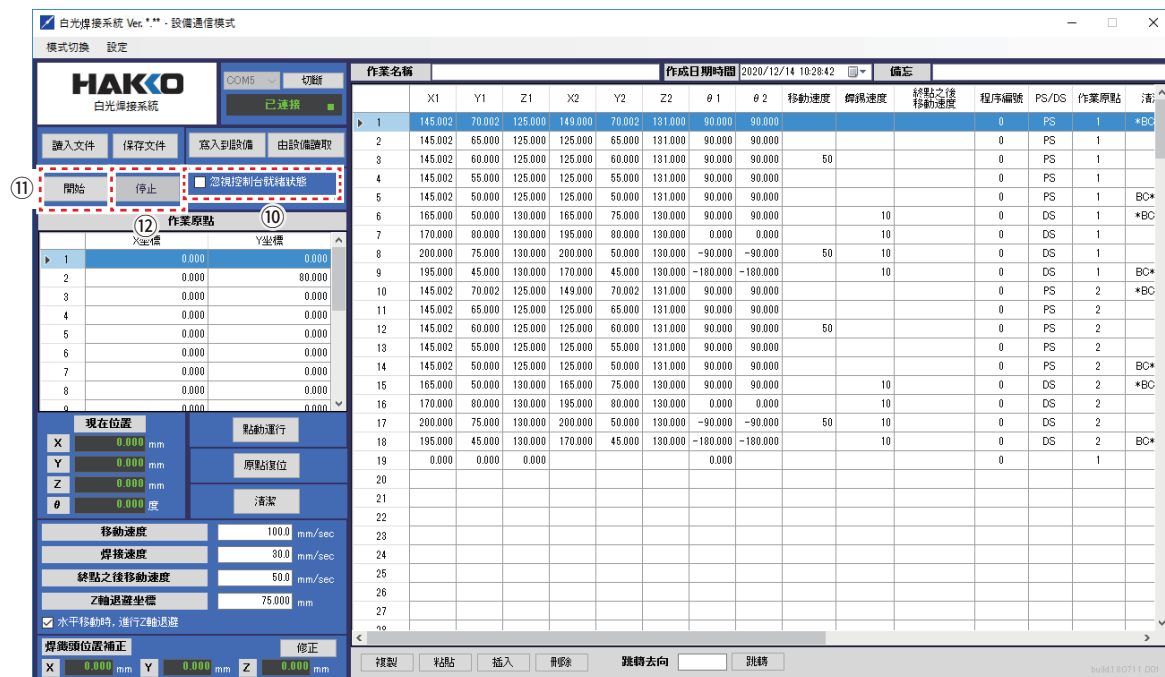 白光焊接系統 Ver. *.** - 設備通信模式
模式切換 設定
HAKKO
白光焊接系統
COM5 切斷
已連接
讀入文件 保存文件 寫入到設備 由設備讀取
⑪ 開始 停止 忽視控制台就緒狀態
⑫ ⑩
作業原點
X坐標 Y坐標
1 0.000 0.000
2 0.000 80.000
3 0.000 0.000
4 0.000 0.000
5 0.000 0.000
6 0.000 0.000
7 0.000 0.000
8 0.000 0.000
9 0.000 0.000
現在位置
X 0.000 mm
Y 0.000 mm
Z 0.000 mm
θ 0.000 度
點動運行
原點復位
清潔
移動速度 100.0 mm/sec
焊接速度 30.0 mm/sec
終點之後移動速度 50.0 mm/sec
Z軸退避坐標 75.000 mm
水平移動時, 進行Z軸退避
焊鐵頭位置補正 修正
X 0.000 mm Y 0.000 mm Z 0.000 mm
作業名稱 作成日期時間 2020/12/14 10:28:42 備忘
X1 Y1 Z1 X2 Y2 Z2 θ1 θ2 移動速度 銲錫速度 終點之後移動速度 程序編號 PS/DS 作業原點 清潔
1 145.002 70.002 125.000 149.000 70.002 131.000 90.000 90.000 0 PS 1 *BC
2 145.002 65.000 125.000 125.000 65.000 131.000 90.000 90.000 0 PS 1
3 145.002 60.000 125.000 125.000 60.000 131.000 90.000 90.000 50 0 PS 1
4 145.002 55.000 125.000 125.000 55.000 131.000 90.000 90.000 0 PS 1
5 145.002 50.000 125.000 125.000 50.000 131.000 90.000 90.000 0 PS 1 BC*
6 165.000 50.000 130.000 165.000 75.000 130.000 90.000 90.000 10 0 DS 1 *BC
7 170.000 80.000 130.000 195.000 80.000 130.000 0.000 0.000 10 0 DS 1
8 200.000 75.000 130.000 200.000 50.000 130.000 -90.000 -90.000 50 10 0 DS 1
9 195.000 45.000 130.000 170.000 45.000 130.000 -180.000 -180.000 10 0 DS 1 BC*
10 145.002 70.002 125.000 149.000 70.002 131.000 90.000 90.000 0 PS 2 *BC
11 145.002 65.000 125.000 125.000 65.000 131.000 90.000 90.000 0 PS 2
12 145.002 60.000 125.000 125.000 60.000 131.000 90.000 90.000 50 0 PS 2
13 145.002 55.000 125.000 125.000 55.000 131.000 90.000 90.000 0 PS 2
14 145.002 50.000 125.000 125.000 50.000 131.000 90.000 90.000 0 PS 2 BC*
15 165.000 50.000 130.000 165.000 75.000 130.000 90.000 90.000 10 0 DS 2 *BC
16 170.000 80.000 130.000 195.000 80.000 130.000 0.000 0.000 10 0 DS 2
17 200.000 75.000 130.000 200.000 50.000 130.000 -90.000 -90.000 50 10 0 DS 2
18 195.000 45.000 130.000 170.000 45.000 130.000 -180.000 -180.000 10 0 DS 2 BC*
19 0.000 0.000 0.000 0.000 0 1
20
21
22
23
24
25
26
27
28
複製 粘貼 插入 刪除 跳轉去向 跳轉